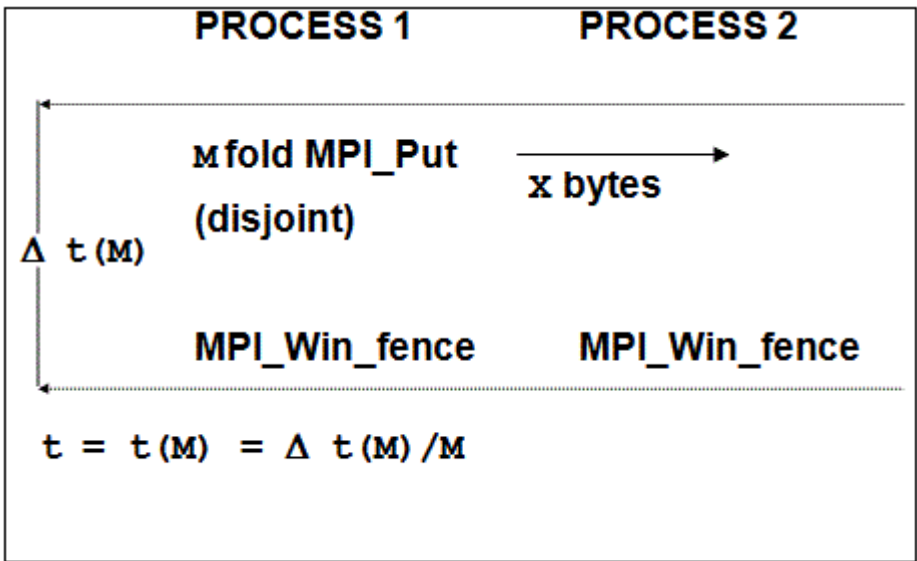 PROCESS 1 PROCESS 2
M fold MPI_Put
X bytes
(disjoint)
Δ t(M)
MPI_Win_fence MPI_Win_fence
t = t(M) = Δ t(M)/M